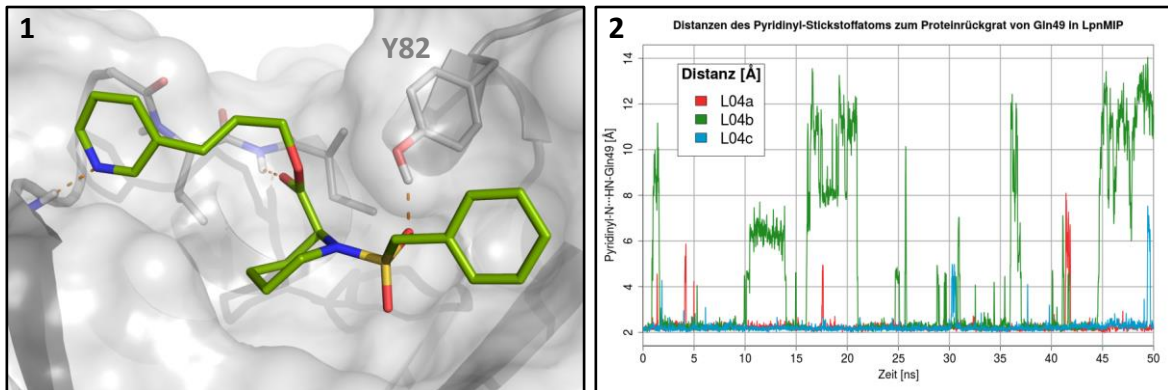 1
Y82
2
Distanzen des Pyridinyl-Stickstoffatoms zum Proteinrückgrat von Gln49 in LpnMIP
Distanz [Å]
L04a
L04b
L04c
Pyridinyl-N···HN-Gln49 [Å]
14
12
10
8
6
4
2
0 5 10 15 20 25 30 35 40 45 50
Zeit [ns]